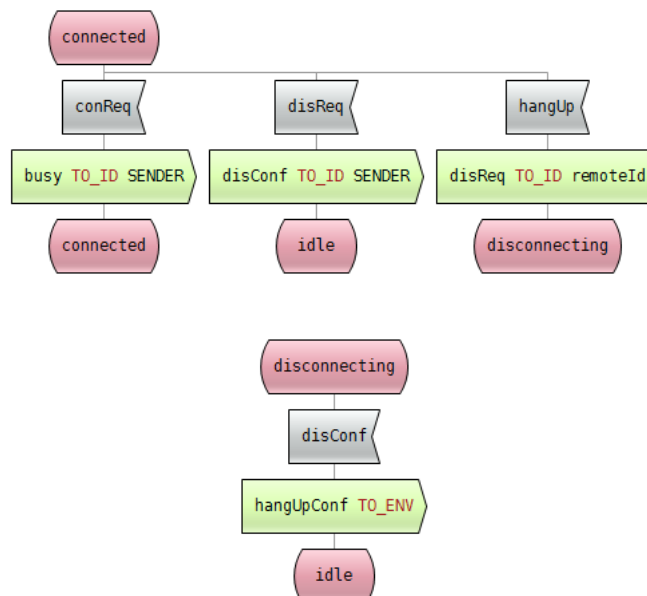 connected
conReq
disReq
hangUp
busy TO_ID SENDER
disConf TO_ID SENDER
disReq TO_ID remoteId
connected
idle
disconnecting
disconnecting
disConf
hangUpConf TO_ENV
idle